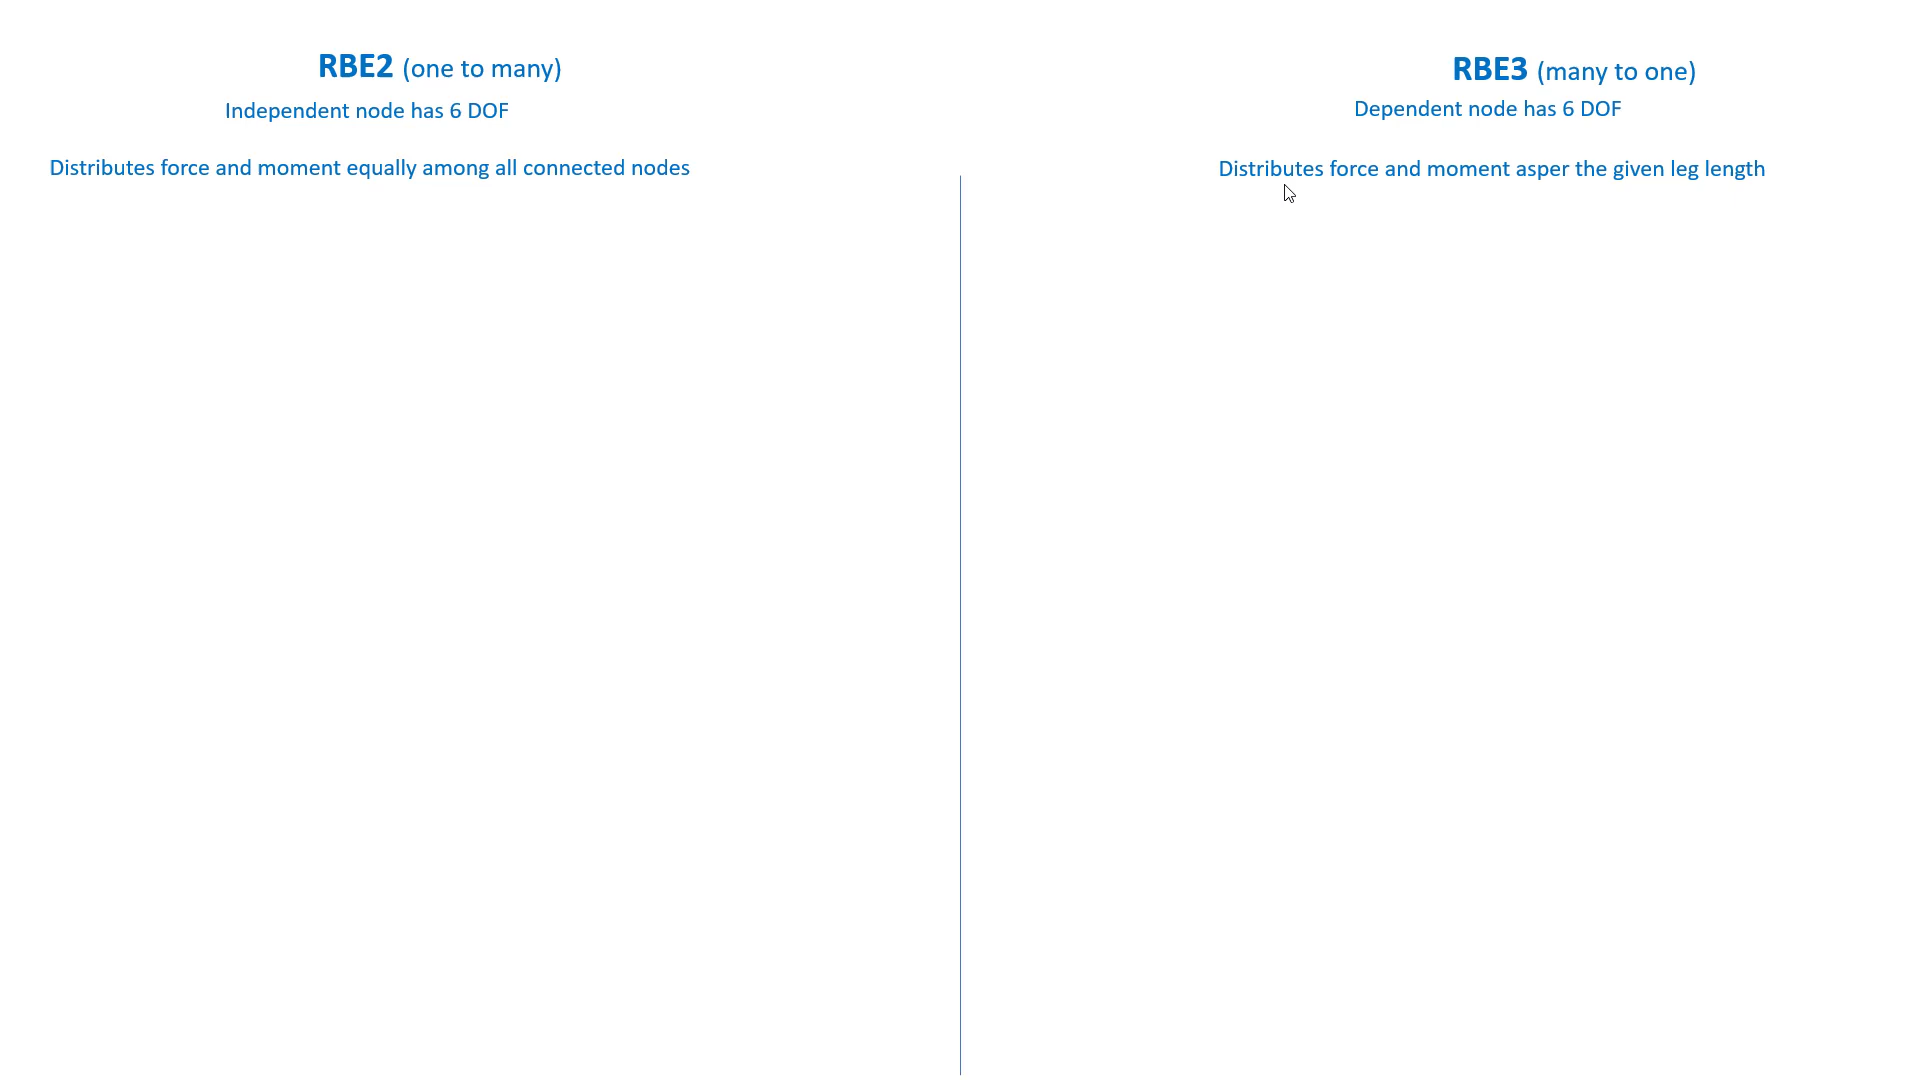 RBE2 (one to many)
Independent node has 6 DOF
Distributes force and moment equally among all connected nodes
RBE3 (many to one)
Dependent node has 6 DOF
Distributes force and moment asper the given leg length